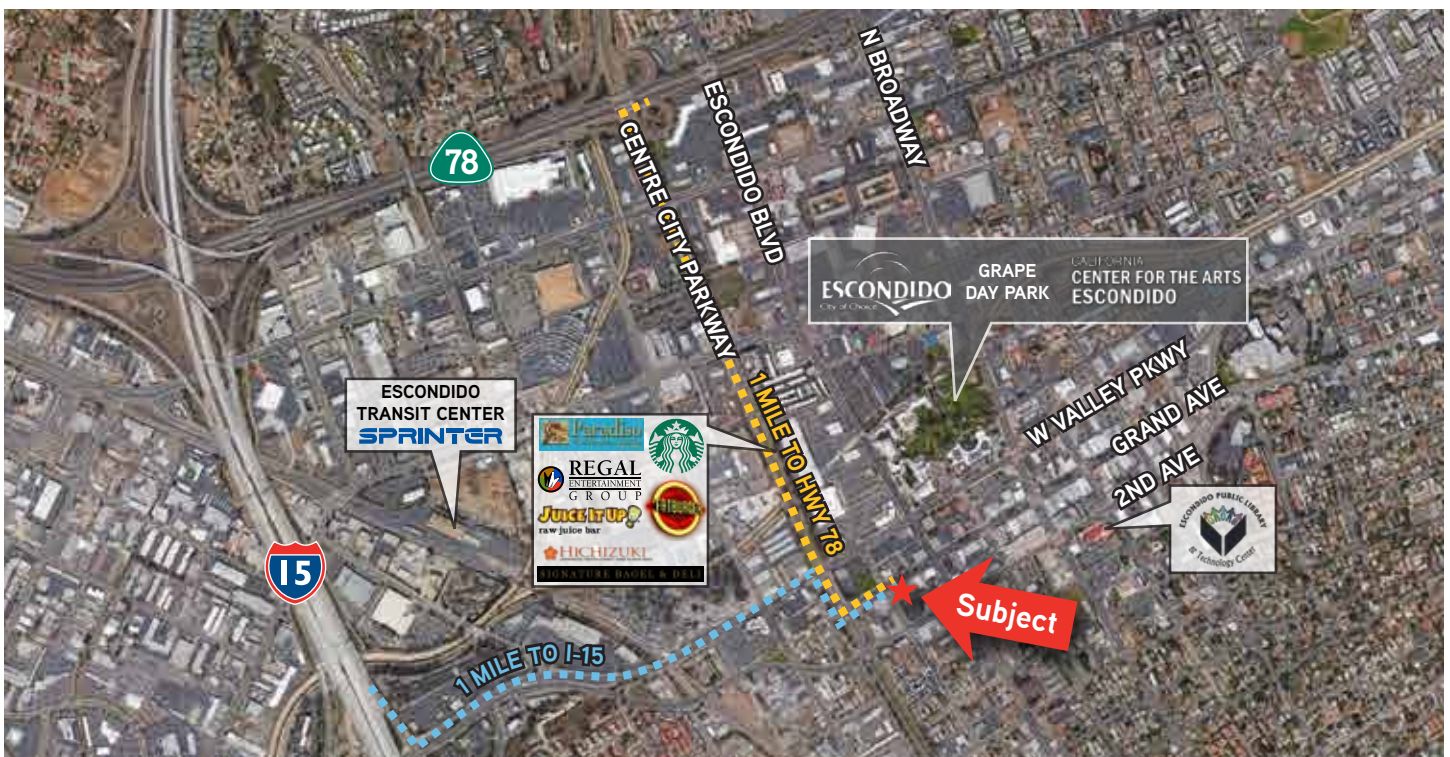 N BROADWAY
ESCONDIDO BLVD
CENTRE CITY PARKWAY
78
ESCONDIDO
City of Choice
GRAPE
DAY PARK
CALIFORNIA
CENTER FOR THE ARTS
ESCONDIDO
W VALLEY PKWY
GRAND AVE
2ND AVE
1 MILE TO HWY 78
ESCONDIDO
TRANSIT CENTER
SPRINTER
Paradiso
REGAL
ENTERTAINMENT
GROUP
JUICE IT UP!
raw juice bar
FATBURGER
HICHIZUKI
SIGNATURE BAGEL & DELI
ESCONDIDO PUBLIC LIBRARY
& Technology Center
15
Subject
1 MILE TO I-15